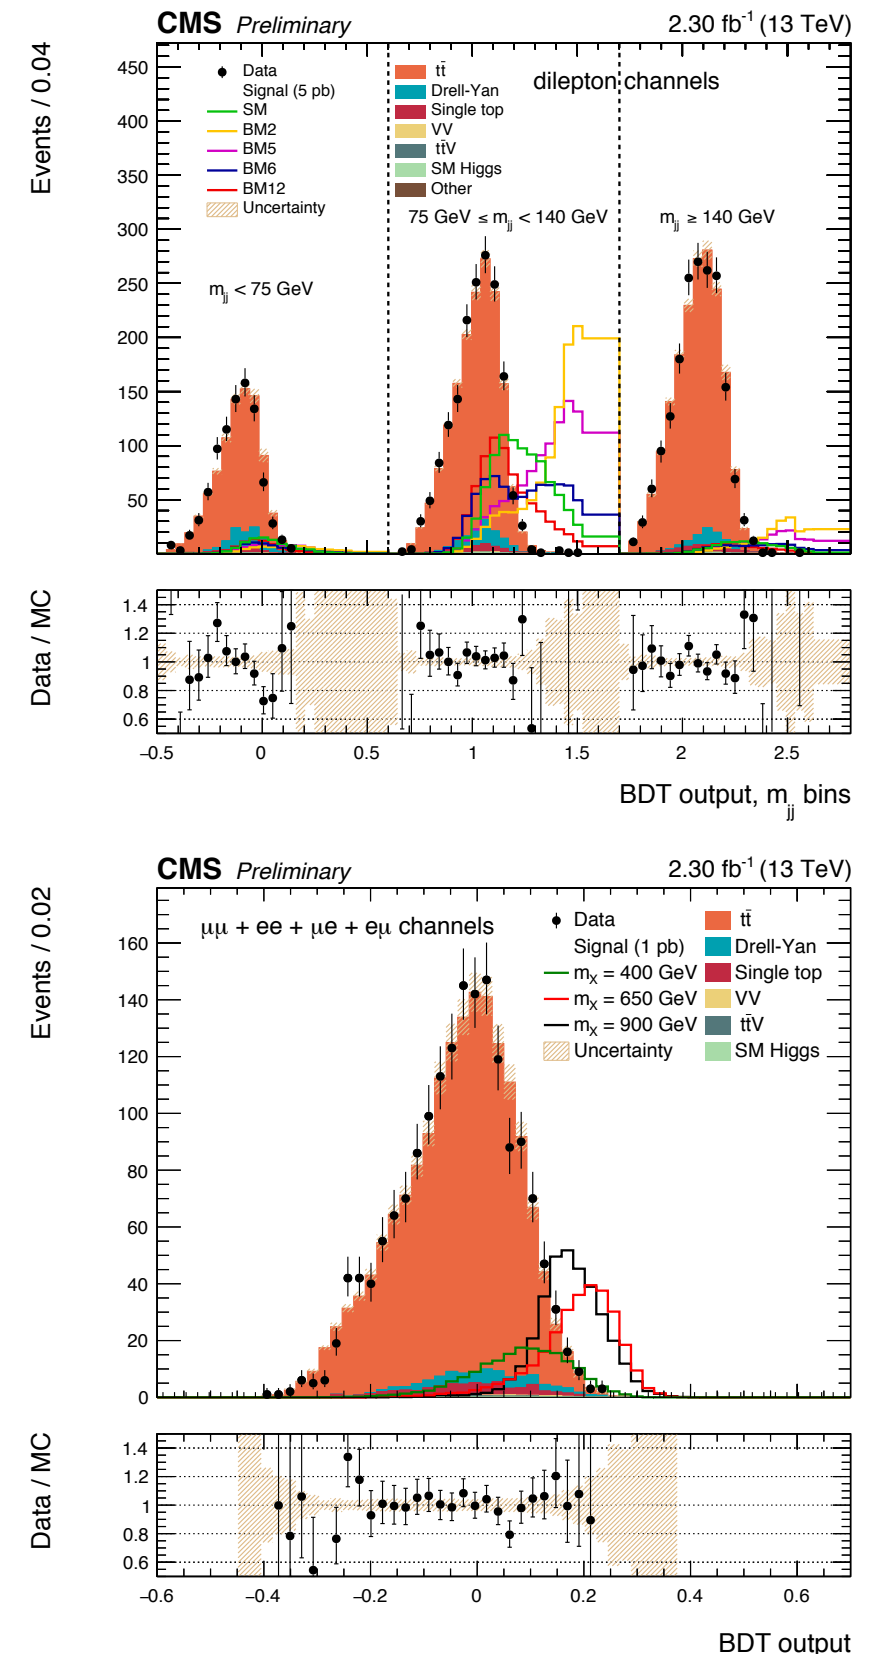 CMS Preliminary 2.30 fb⁻¹ (13 TeV)
Events / 0.04
450
400
350
300
250
200
150
100
50
dilepton channels
Data
Signal (5 pb)
SM
BM2
BM5
BM6
BM12
Uncertainty
tt̄
Drell-Yan
Single top
VV
tt̄V
SM Higgs
Other
m_jj < 75 GeV
75 GeV ≤ m_jj < 140 GeV
m_jj ≥ 140 GeV
Data / MC
1.4
1.2
1
0.8
0.6
−0.5 0 0.5 1 1.5 2 2.5
BDT output, m_jj bins
CMS Preliminary 2.30 fb⁻¹ (13 TeV)
Events / 0.02
160
140
120
100
80
60
40
20
0
μμ + ee + μe + eμ channels
Data
Signal (1 pb)
m_X = 400 GeV
m_X = 650 GeV
m_X = 900 GeV
Uncertainty
tt̄
Drell-Yan
Single top
VV
tt̄V
SM Higgs
Data / MC
1.4
1.2
1
0.8
0.6
−0.6 −0.4 −0.2 0 0.2 0.4 0.6
BDT output